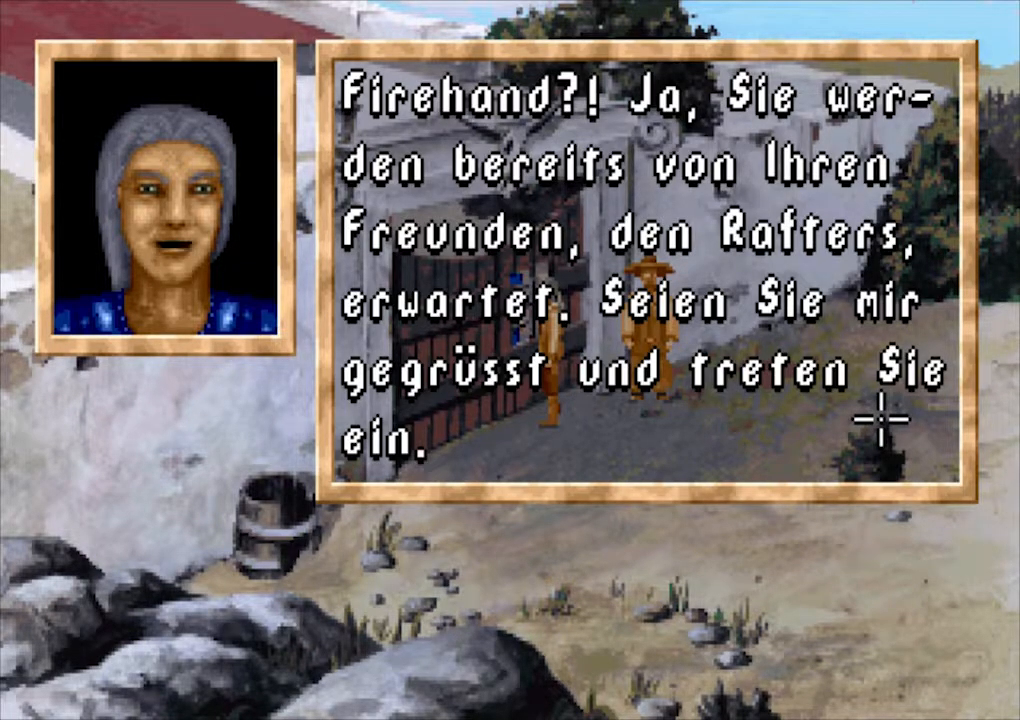 Firehand?! Ja, Sie wer-
den bereits von Ihren
Freunden, den Rafters,
erwartet. Seien Sie mir
gegrüsst und treten Sie
ein.